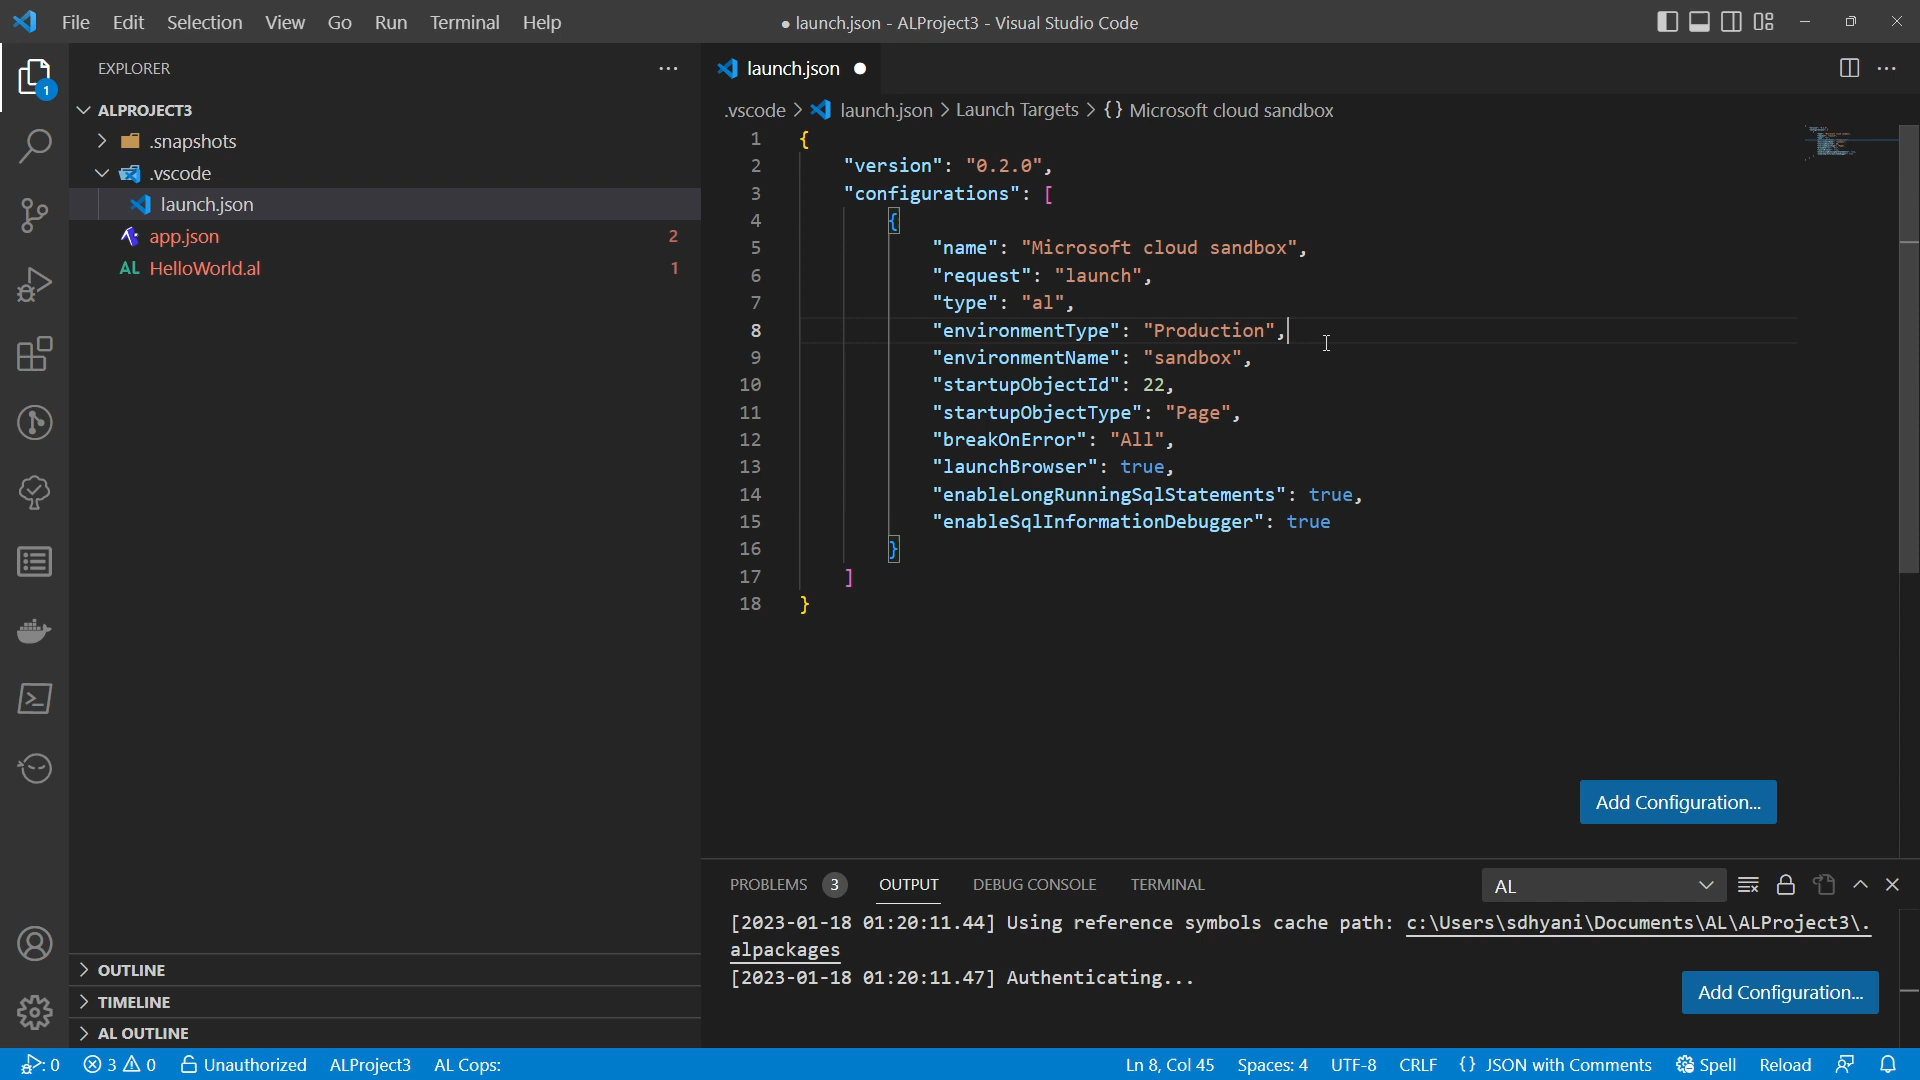 File Edit Selection View Go Run Terminal Help
● launch.json - ALProject3 - Visual Studio Code
EXPLORER
ALPROJECT3
.snapshots
.vscode
launch.json
app.json 2
HelloWorld.al 1
OUTLINE
TIMELINE
AL OUTLINE
1
launch.json ●
.vscode > launch.json > Launch Targets > {} Microsoft cloud sandbox
1 {
2 "version": "0.2.0",
3 "configurations": [
4 {
5 "name": "Microsoft cloud sandbox",
6 "request": "launch",
7 "type": "al",
8 "environmentType": "Production",
9 "environmentName": "sandbox",
10 "startupObjectId": 22,
11 "startupObjectType": "Page",
12 "breakOnError": "All",
13 "launchBrowser": true,
14 "enableLongRunningSqlStatements": true,
15 "enableSqlInformationDebugger": true
16 }
17 ]
18 }
Add Configuration...
PROBLEMS 3 OUTPUT DEBUG CONSOLE TERMINAL AL
[2023-01-18 01:20:11.44] Using reference symbols cache path: c:\Users\sdhyani\Documents\AL\ALProject3\.
alpackages
[2023-01-18 01:20:11.47] Authenticating...
Add Configuration...
: 0 3 0 Unauthorized ALProject3 AL Cops: Ln 8, Col 45 Spaces: 4 UTF-8 CRLF {} JSON with Comments Spell Reload